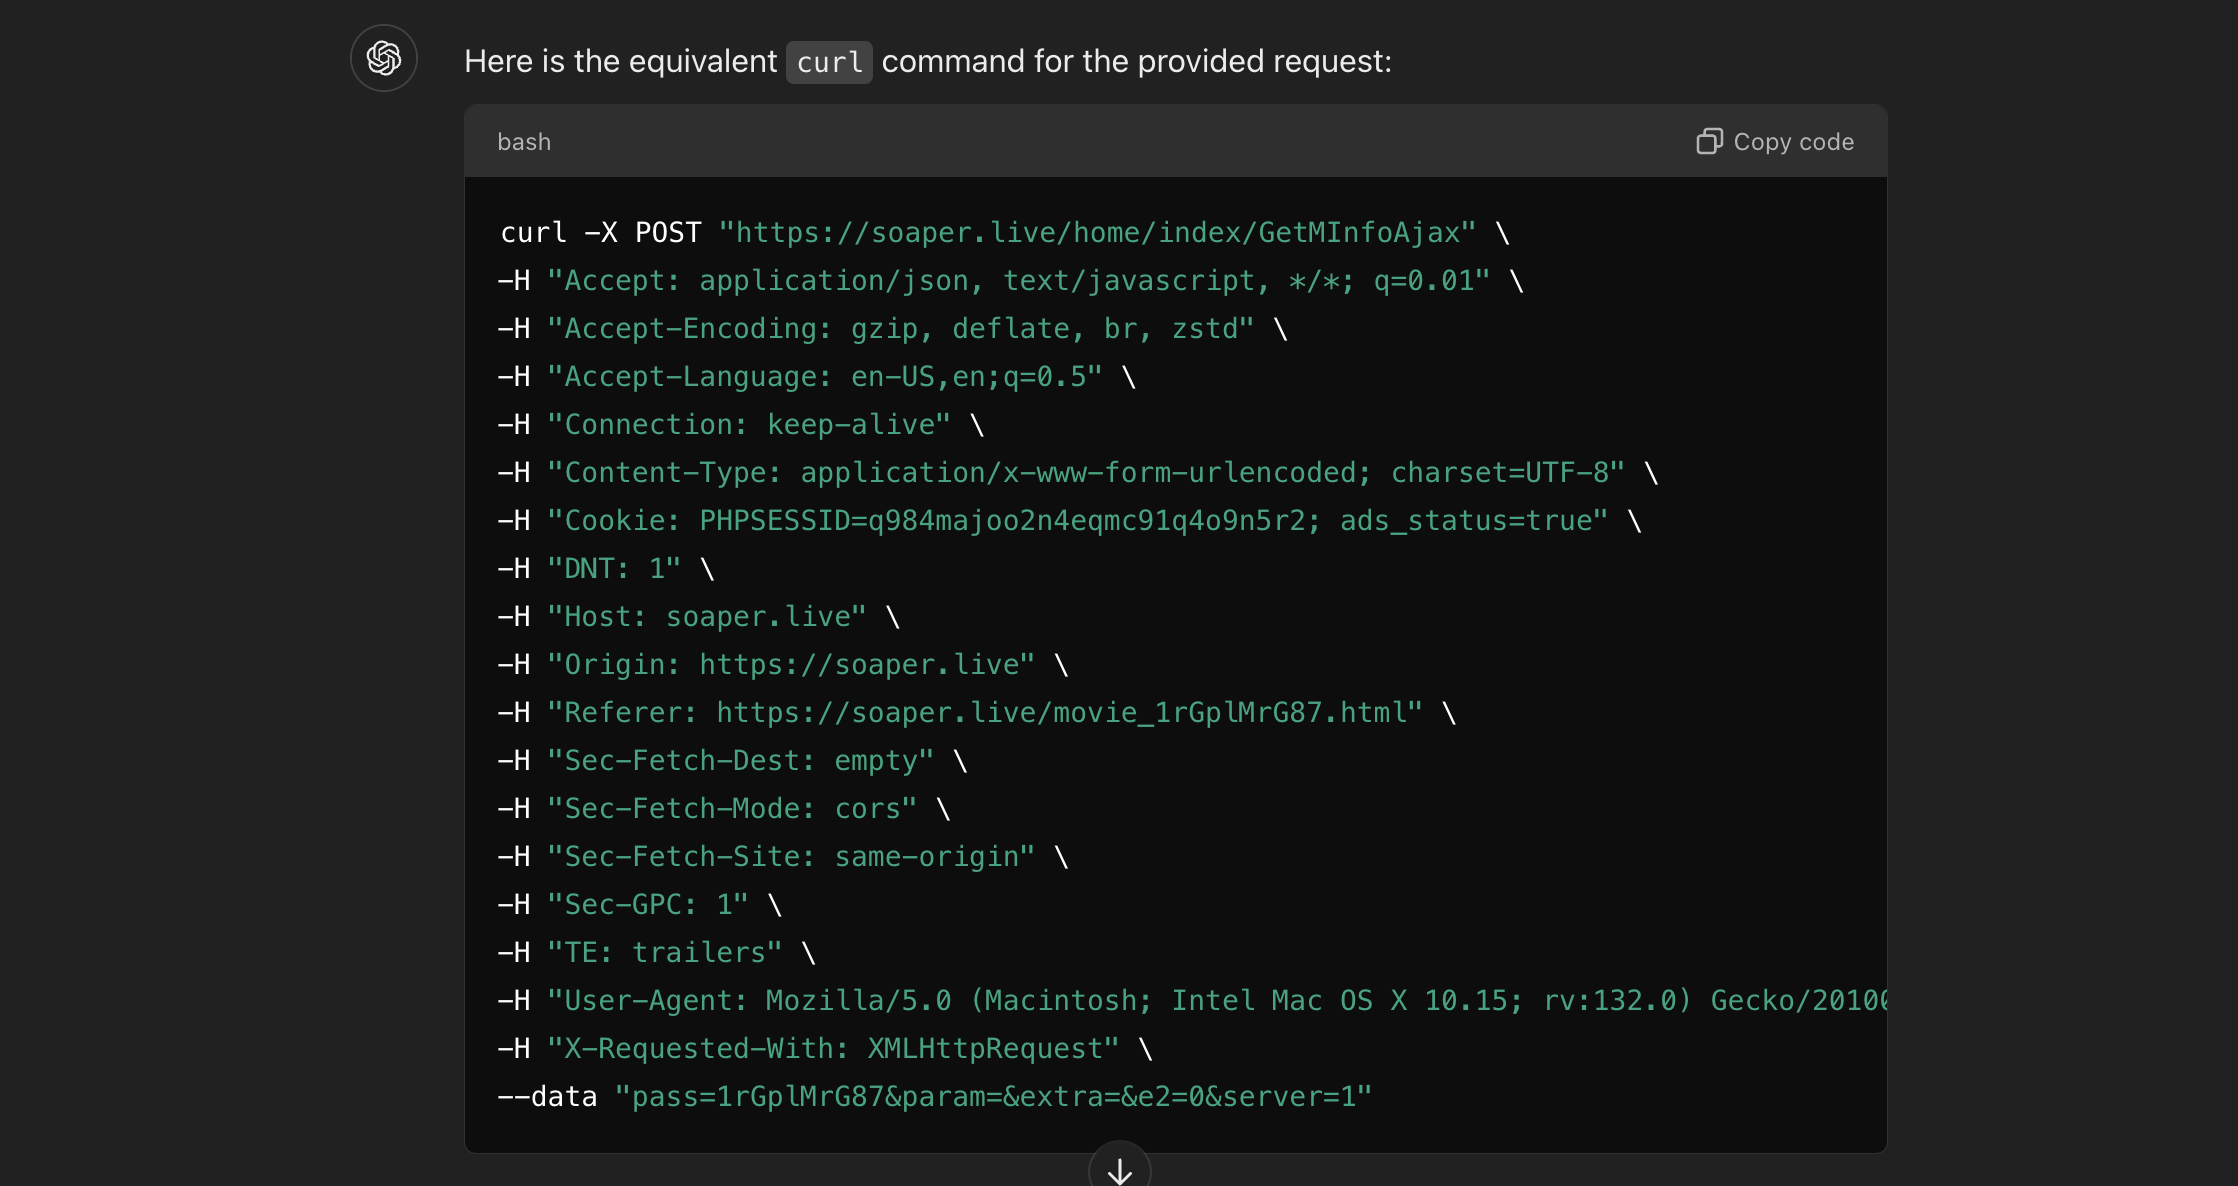 Here is the equivalent curl command for the provided request:
bash
Copy code
curl -X POST "https://soaper.live/home/index/GetMInfoAjax" \
-H "Accept: application/json, text/javascript, */*; q=0.01" \
-H "Accept-Encoding: gzip, deflate, br, zstd" \
-H "Accept-Language: en-US,en;q=0.5" \
-H "Connection: keep-alive" \
-H "Content-Type: application/x-www-form-urlencoded; charset=UTF-8" \
-H "Cookie: PHPSESSID=q984majoo2n4eqmc91q4o9n5r2; ads_status=true" \
-H "DNT: 1" \
-H "Host: soaper.live" \
-H "Origin: https://soaper.live" \
-H "Referer: https://soaper.live/movie_1rGplMrG87.html" \
-H "Sec-Fetch-Dest: empty" \
-H "Sec-Fetch-Mode: cors" \
-H "Sec-Fetch-Site: same-origin" \
-H "Sec-GPC: 1" \
-H "TE: trailers" \
-H "User-Agent: Mozilla/5.0 (Macintosh; Intel Mac OS X 10.15; rv:132.0) Gecko/20100
-H "X-Requested-With: XMLHttpRequest" \
--data "pass=1rGplMrG87&param=&extra=&e2=0&server=1"